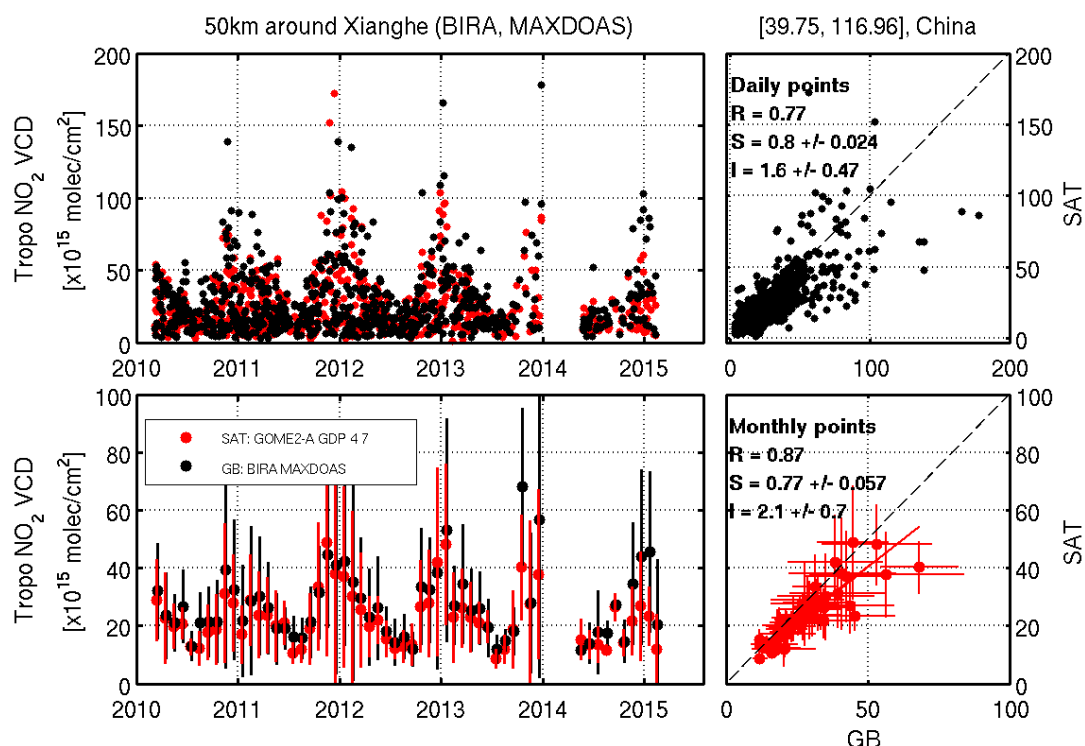 50km around Xianghe (BIRA, MAXDOAS)
[39.75, 116.96], China
Tropo NO2 VCD
[x10^15 molec/cm^2]
200
150
100
50
0
2010 2011 2012 2013 2014 2015
Daily points
R = 0.77
S = 0.8 +/- 0.024
I = 1.6 +/- 0.47
200
150
100
50
0
SAT
0 100 200
Tropo NO2 VCD
[x10^15 molec/cm^2]
100
80
60
40
20
0
SAT: GOME2-A GDP 4.7
GB: BIRA MAXDOAS
2010 2011 2012 2013 2014 2015
Monthly points
R = 0.87
S = 0.77 +/- 0.057
I = 2.1 +/- 0.7
100
80
60
40
20
0
SAT
0 50 100
GB